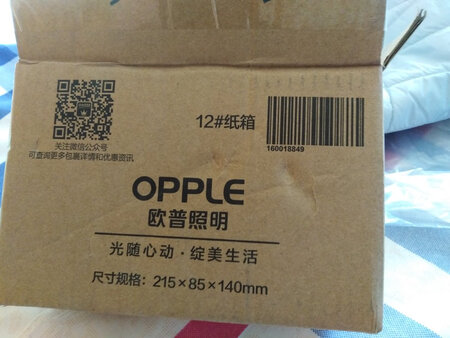 12#纸箱
160018849
关注微信公众号
可查询更多包裹详情和优惠资讯
OPPLE
欧普照明
光随心动·绽美生活
尺寸规格：215×85×140mm